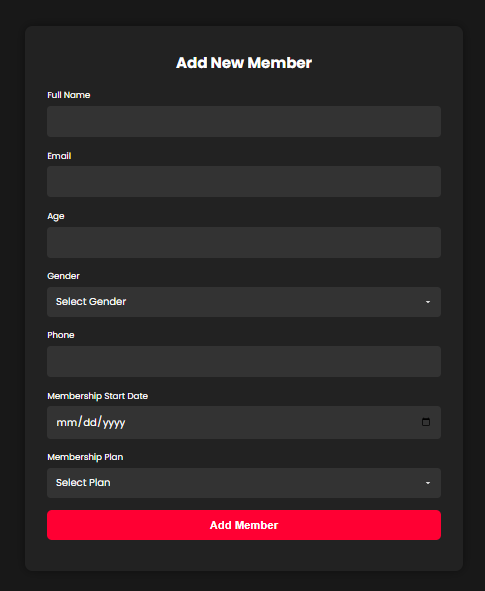 Add New Member
Full Name
Email
Age
Gender
Select Gender
Phone
Membership Start Date
mm/dd/yyyy
Membership Plan
Select Plan
Add Member